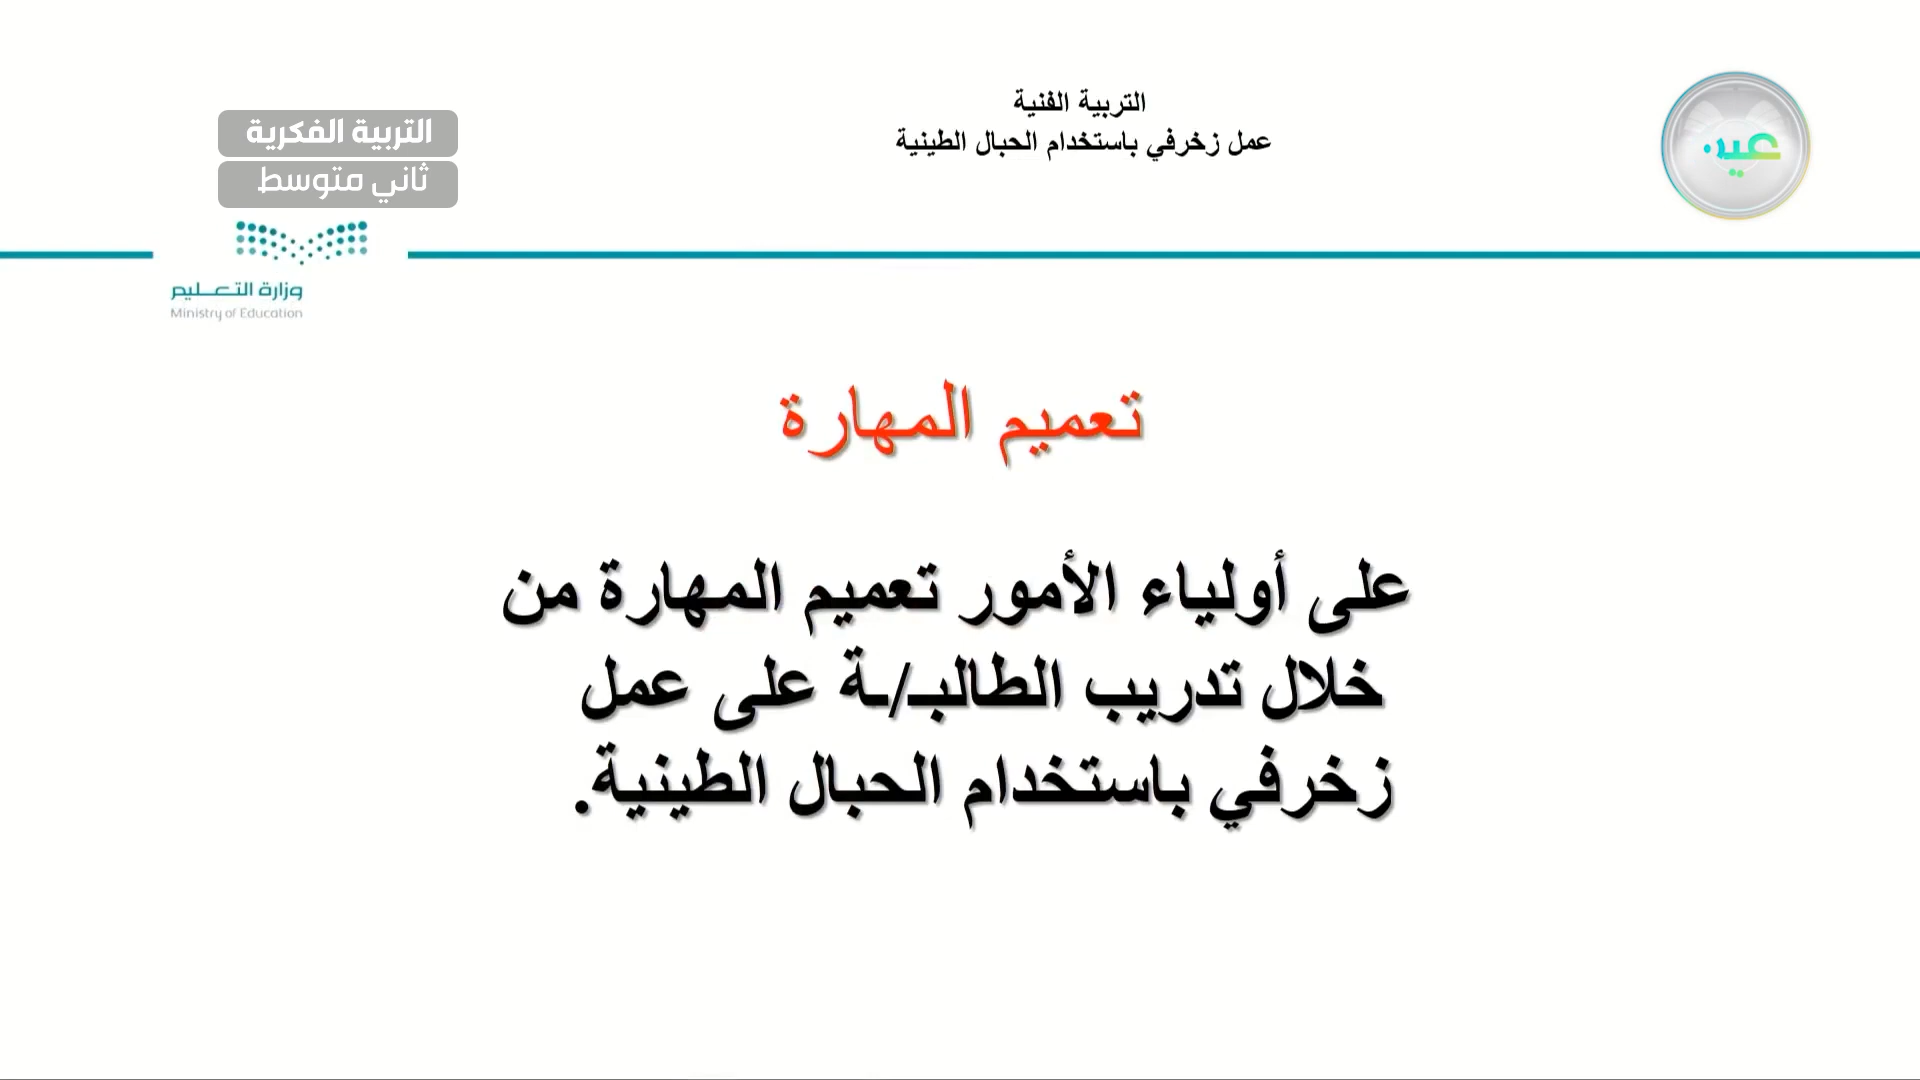 التربية الفنية
عمل زخرفي باستخدام الحبال الطينية
عين
التربية الفكرية
ثاني متوسط
وزارة التعليم
Ministry of Education
تعميم المهارة
على أولياء الأمور تعميم المهارة من
خلال تدريب الطالبـ/ـة على عمل
زخرفي باستخدام الحبال الطينية.